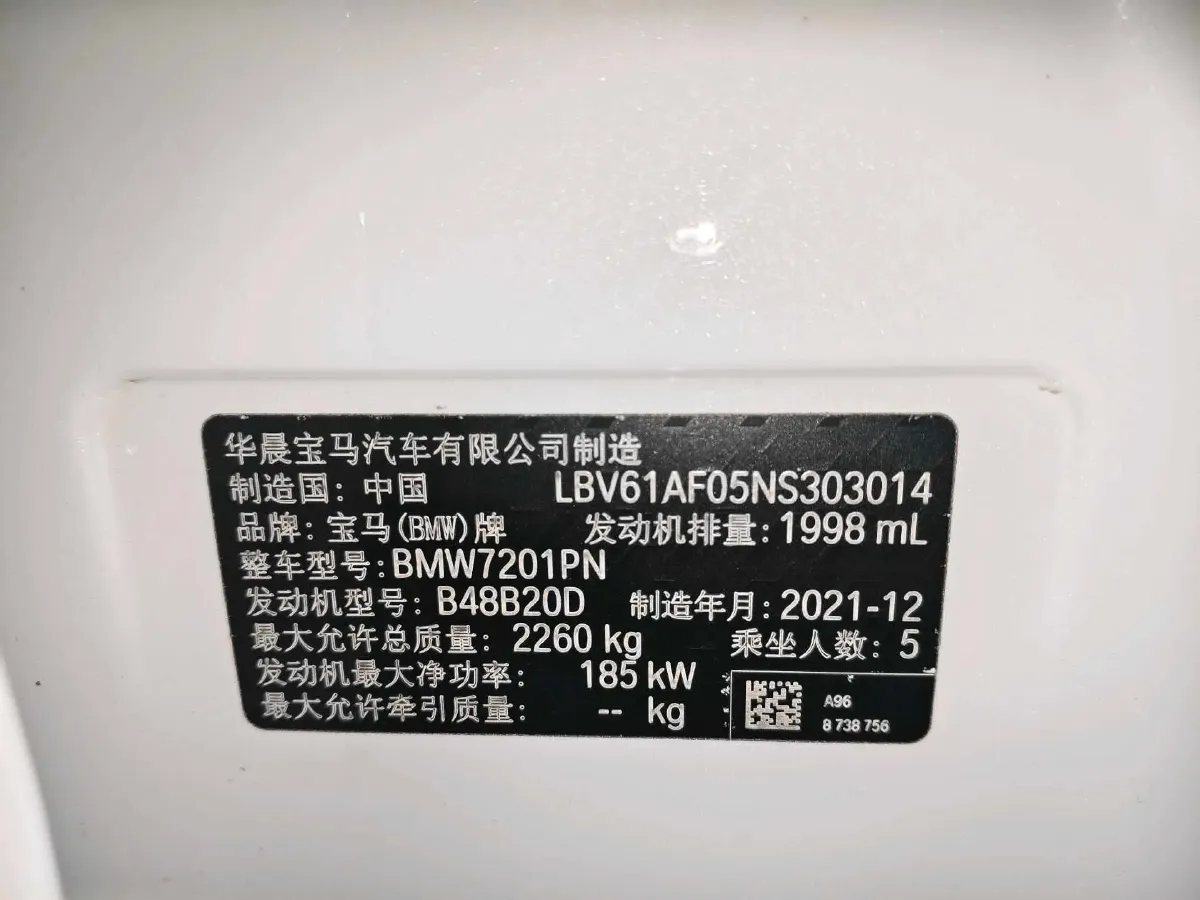 华晨宝马汽车有限公司制造
制造国: 中国 LBV61AF05NS303014
品牌: 宝马(BMW)牌 发动机排量: 1998 mL
整车型号: BMW7201PN
发动机型号: B48B20D 制造年月: 2021-12
最大允许总质量: 2260 kg 乘坐人数: 5
发动机最大净功率: 185 kW
最大允许牵引质量: -- kg
A96
8 738 756